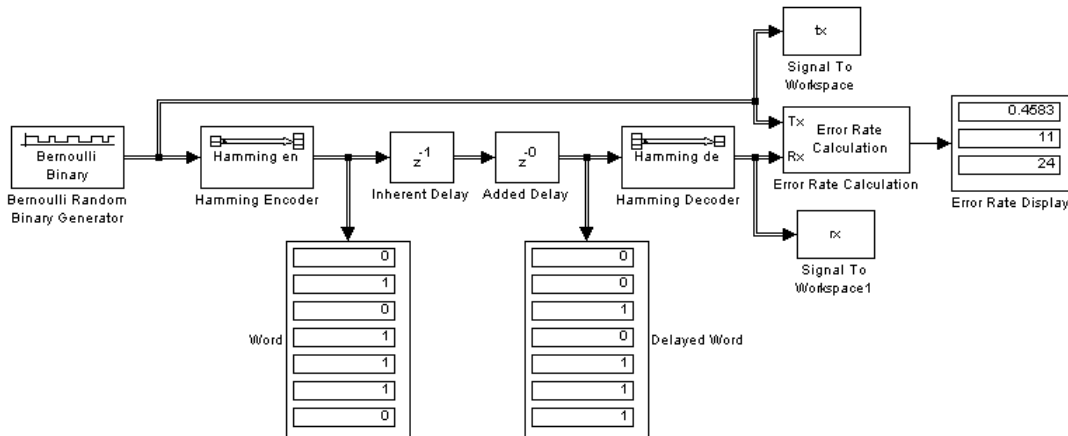 tx
Signal To
Workspace
Bernoulli
Binary
Bernoulli Random
Binary Generator
Hamming en
Hamming Encoder
z-1
Inherent Delay
z-0
Added Delay
Hamming de
Hamming Decoder
Tx
Rx
Error Rate
Calculation
Error Rate Calculation
0.4583
11
24
Error Rate Display
rx
Signal To
Workspace1
Word
0
1
0
1
1
1
0
Delayed Word
0
0
1
0
1
1
1